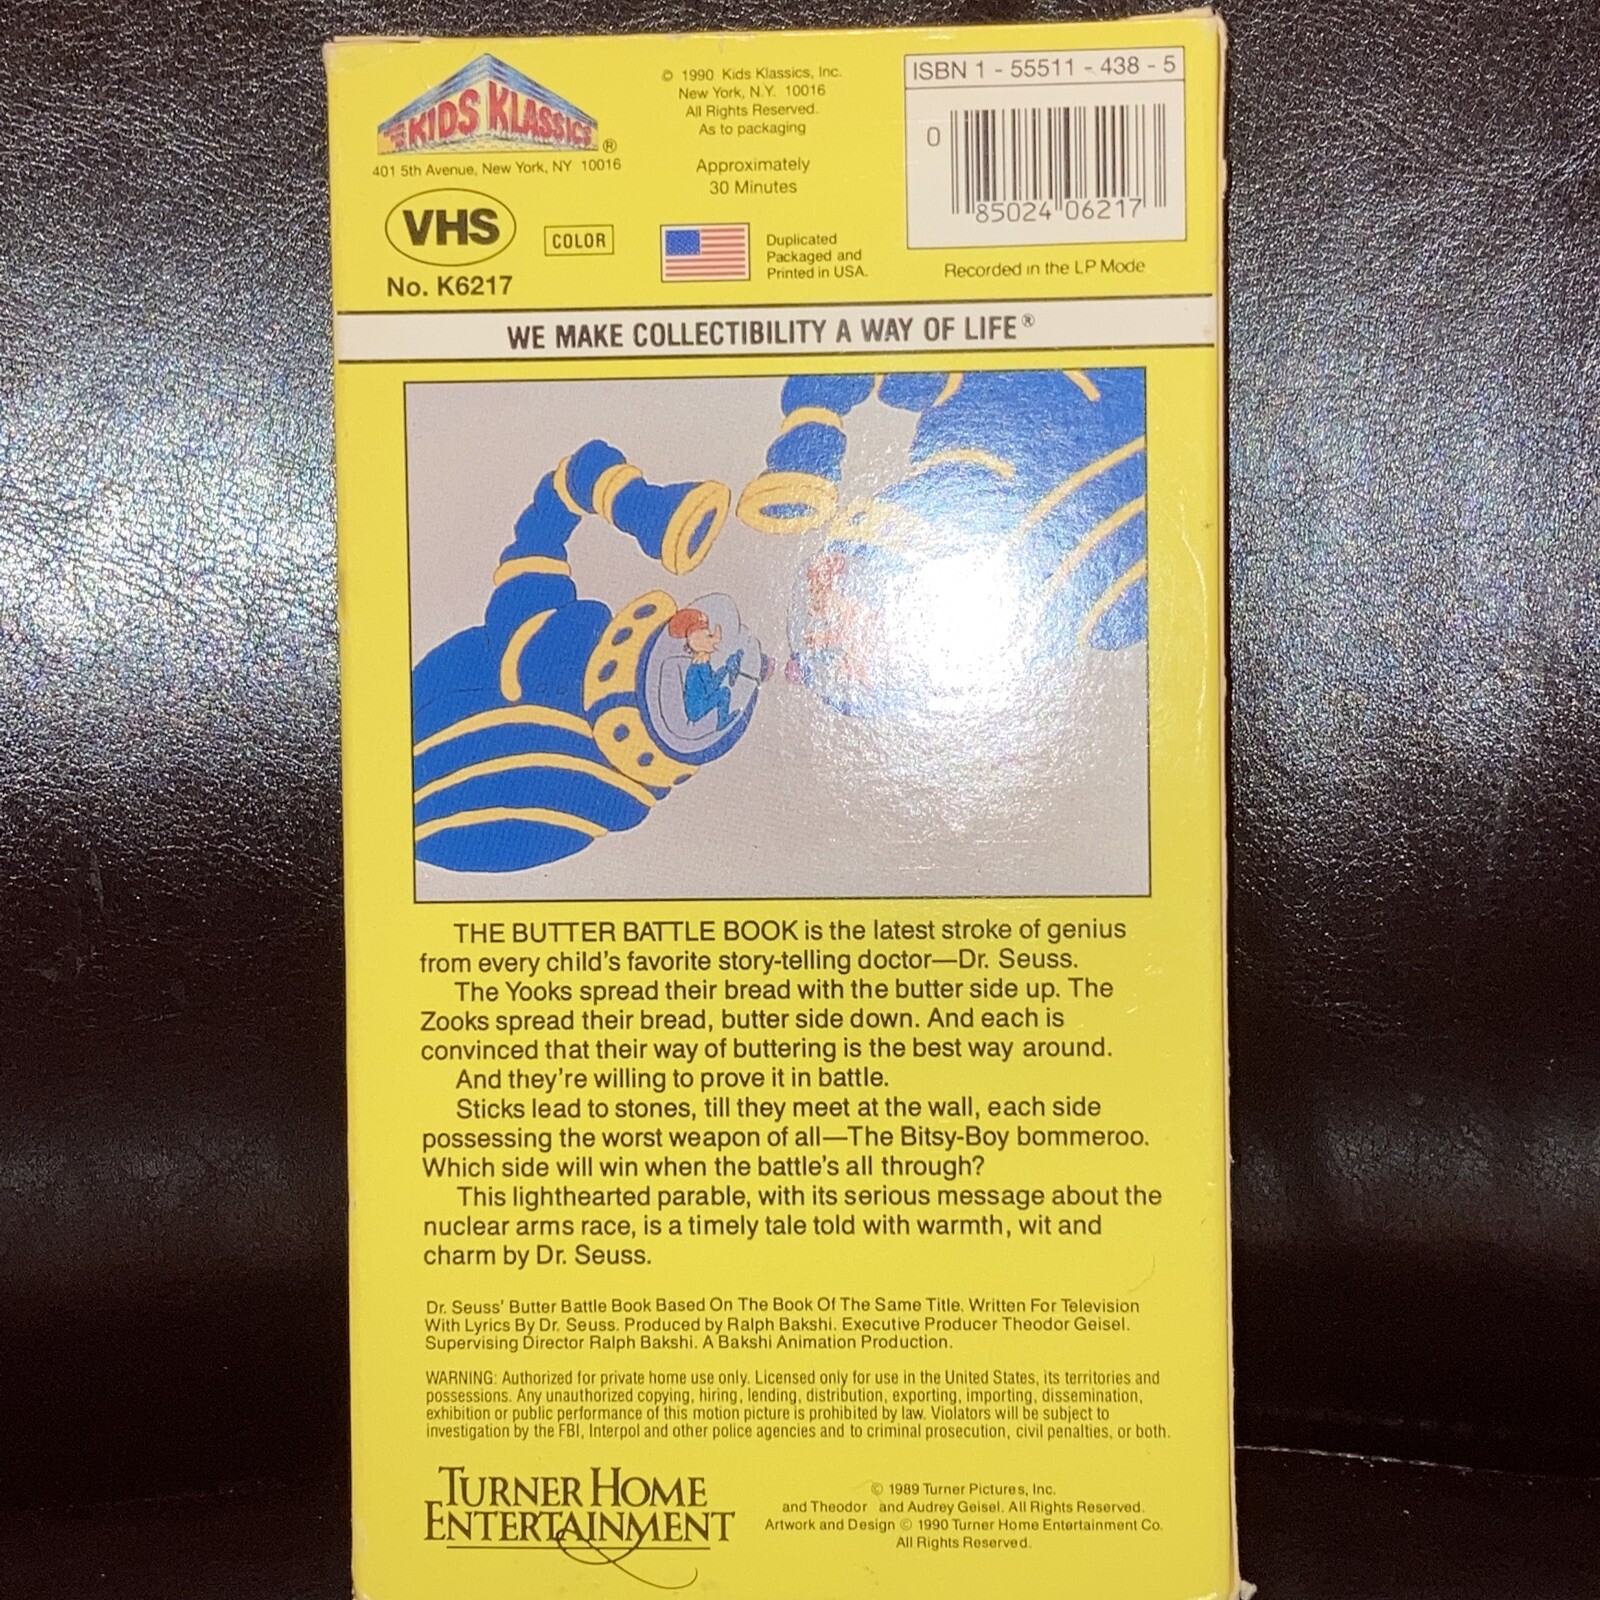 KIDS KLASSICS®
401 5th Avenue, New York, NY 10016
VHS
COLOR
No. K6217
© 1990 Kids Klassics, Inc.
New York, N.Y. 10016
All Rights Reserved.
As to packaging
Approximately
30 Minutes
Duplicated
Packaged and
Printed in USA.
ISBN 1 - 55511 - 438 - 5
0
85024 06217
Recorded in the LP Mode
WE MAKE COLLECTIBILITY A WAY OF LIFE®
THE BUTTER BATTLE BOOK is the latest stroke of genius
from every child's favorite story-telling doctor—Dr. Seuss.
The Yooks spread their bread with the butter side up. The
Zooks spread their bread, butter side down. And each is
convinced that their way of buttering is the best way around.
And they're willing to prove it in battle.
Sticks lead to stones, till they meet at the wall, each side
possessing the worst weapon of all—The Bitsy-Boy bommeroo.
Which side will win when the battle's all through?
This lighthearted parable, with its serious message about the
nuclear arms race, is a timely tale told with warmth, wit and
charm by Dr. Seuss.
Dr. Seuss' Butter Battle Book Based On The Book Of The Same Title. Written For Television
With Lyrics By Dr. Seuss. Produced by Ralph Bakshi. Executive Producer Theodor Geisel.
Supervising Director Ralph Bakshi. A Bakshi Animation Production.
WARNING: Authorized for private home use only. Licensed only for use in the United States, its territories and
possessions. Any unauthorized copying, hiring, lending, distribution, exporting, importing, dissemination,
exhibition or public performance of this motion picture is prohibited by law. Violators will be subject to
investigation by the FBI, Interpol and other police agencies and to criminal prosecution, civil penalties, or both.
TURNER HOME
ENTERTAINMENT
© 1989 Turner Pictures, Inc.
and Theodor and Audrey Geisel. All Rights Reserved.
Artwork and Design © 1990 Turner Home Entertainment Co.
All Rights Reserved.